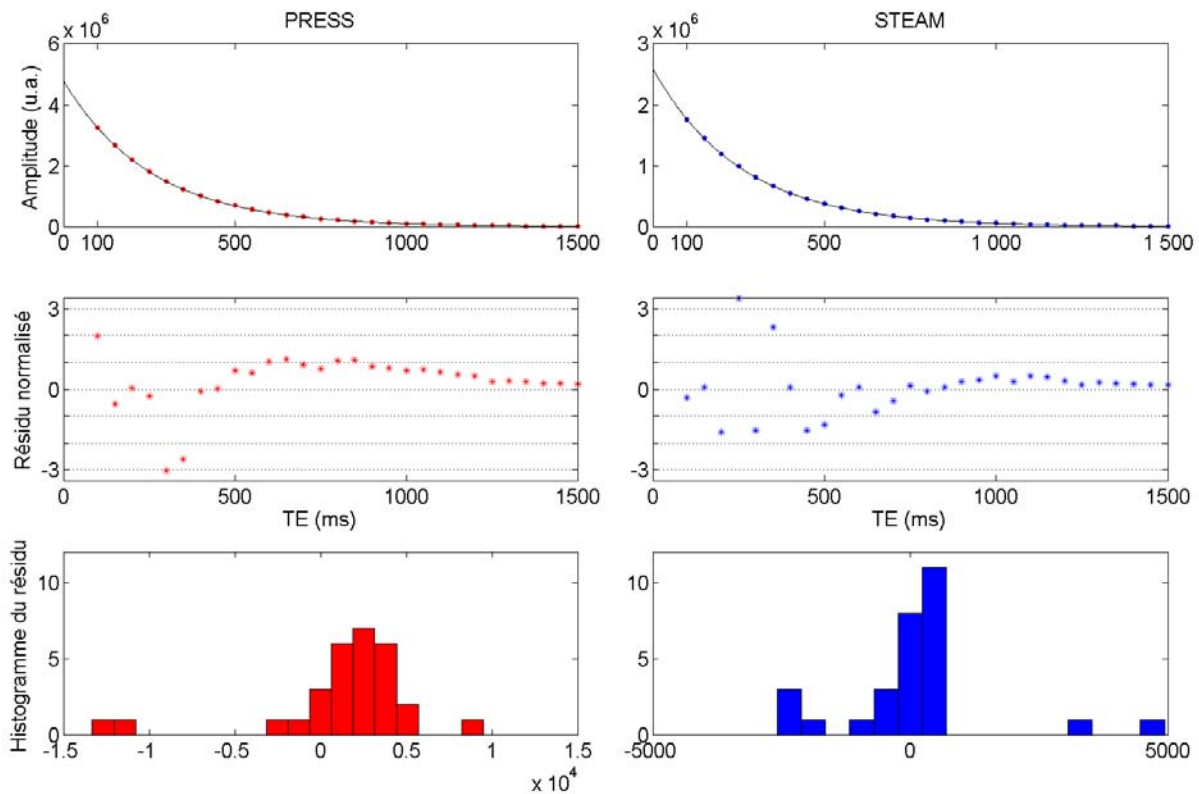 PRESS
x 10^6
Amplitude (u.a.)
6
4
2
0
0 100 500 1000 1500
STEAM
x 10^6
3
2
1
0
0 100 500 1 000 1 500
Résidu normalisé
3
0
-3
0 500 1000 1500
TE (ms)
3
0
-3
0 500 1000 1500
TE (ms)
Histogramme du résidu
10
5
0
-1.5 -1 -0.5 0 0.5 1 1.5
x 10^4
10
5
0
-5000 0 5000